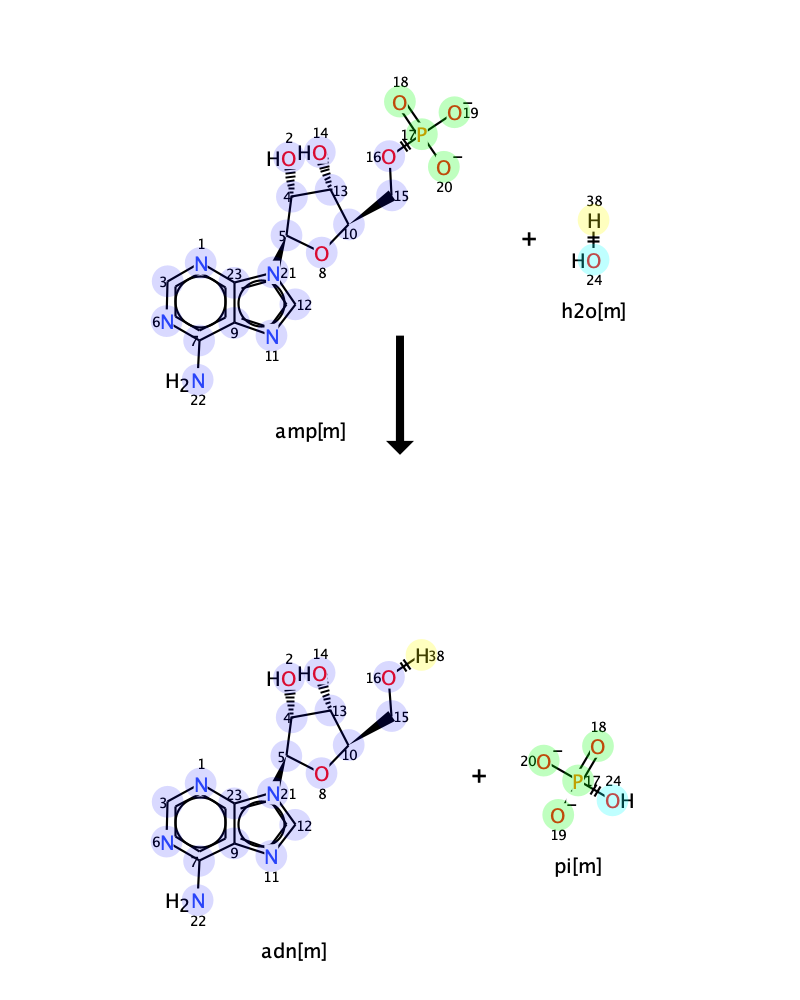 18
O
17 P
O⁻ 19
2
14
HO
HO
16 O
O⁻
20
4
13
15
38
H
5
10
+
1
O
8
HO
24
N
23
N 21
3
12
h2o[m]
6 N
9
7
N
11
H2N
22
amp[m]
2
14
HO
HO
16 O
H 38
4
13
15
18
5
10
20 O⁻
O
1
O
8
+
P 17
24
OH
N
23
N 21
3
12
O⁻
19
6 N
9
7
N
11
pi[m]
H2N
22
adn[m]